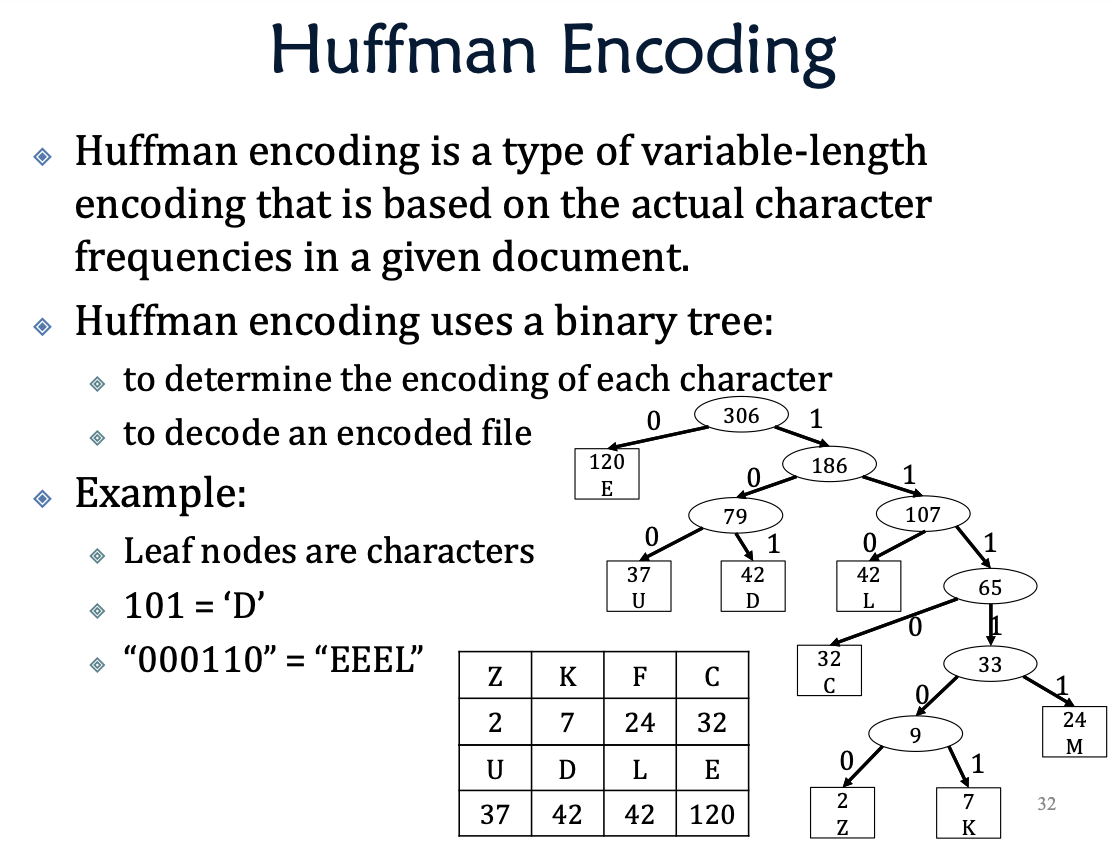 Huffman Encoding
Huffman encoding is a type of variable-length
encoding that is based on the actual character
frequencies in a given document.
Huffman encoding uses a binary tree:
to determine the encoding of each character
to decode an encoded file
Example:
Leaf nodes are characters
101 = ‘D’
“000110” = “EEEL”
306
0 1
120
E
186
0 1
79
107
0 1
0 1
37
U
42
D
42
L
65
0 1
32
C
33
0 1
9
24
M
0 1
2
Z
7
K
Z K F C
2 7 24 32
U D L E
37 42 42 120
32